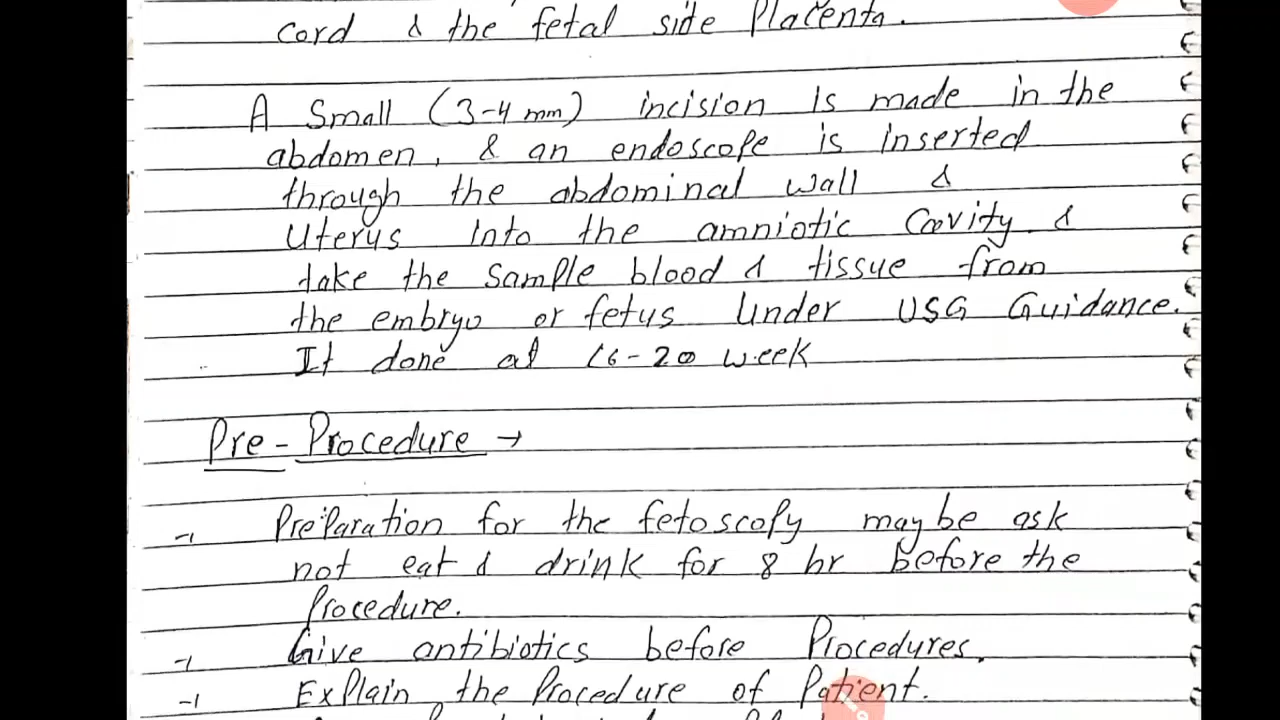 cord & the fetal side Placenta.
A Small (3-4 mm) incision is made in the
abdomen, & an endoscope is inserted
through the abdominal wall &
Uterus Into the amniotic Cavity &
take the Sample blood & tissue from
the embryo or fetus Under USG Guidance.
It done at 16-20 week
Pre-Procedure →
Preparation for the fetoscopy may be ask
not eat & drink for 8 hr before the
Procedure.
Give antibiotics before Procedures.
Explain the Procedure of Patient.